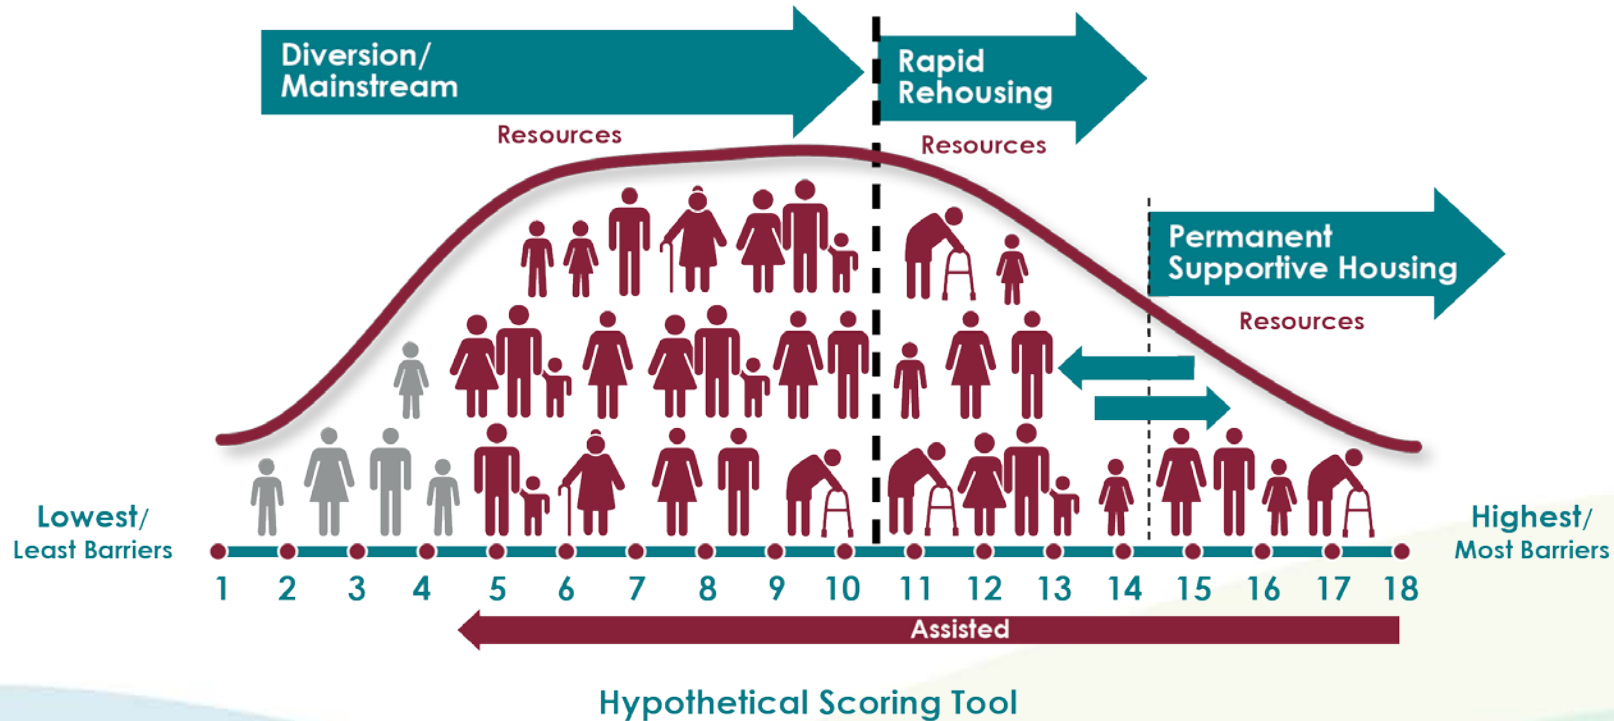 Diversion/
Mainstream
Resources
Rapid
Rehousing
Resources
Permanent
Supportive Housing
Resources
Lowest/
Least Barriers
Highest/
Most Barriers
1 2 3 4 5 6 7 8 9 10 11 12 13 14 15 16 17 18
Assisted
Hypothetical Scoring Tool